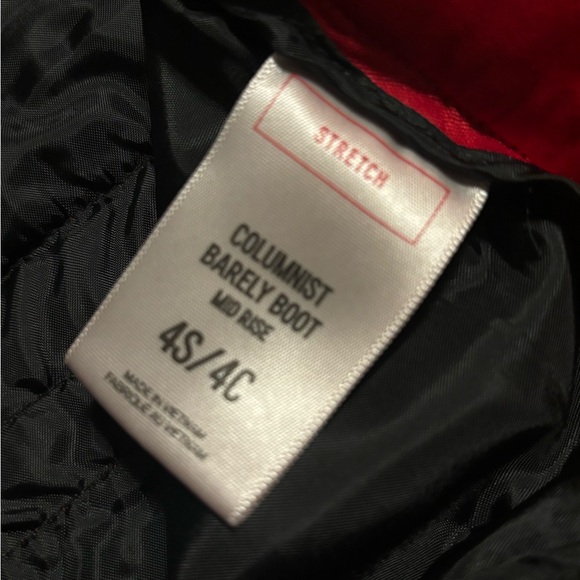 STRETCH
COLUMNIST
BARELY BOOT
MID RISE
4S/4C
MADE IN VIETNAM
FABRIQUÉ AU VIETNAM